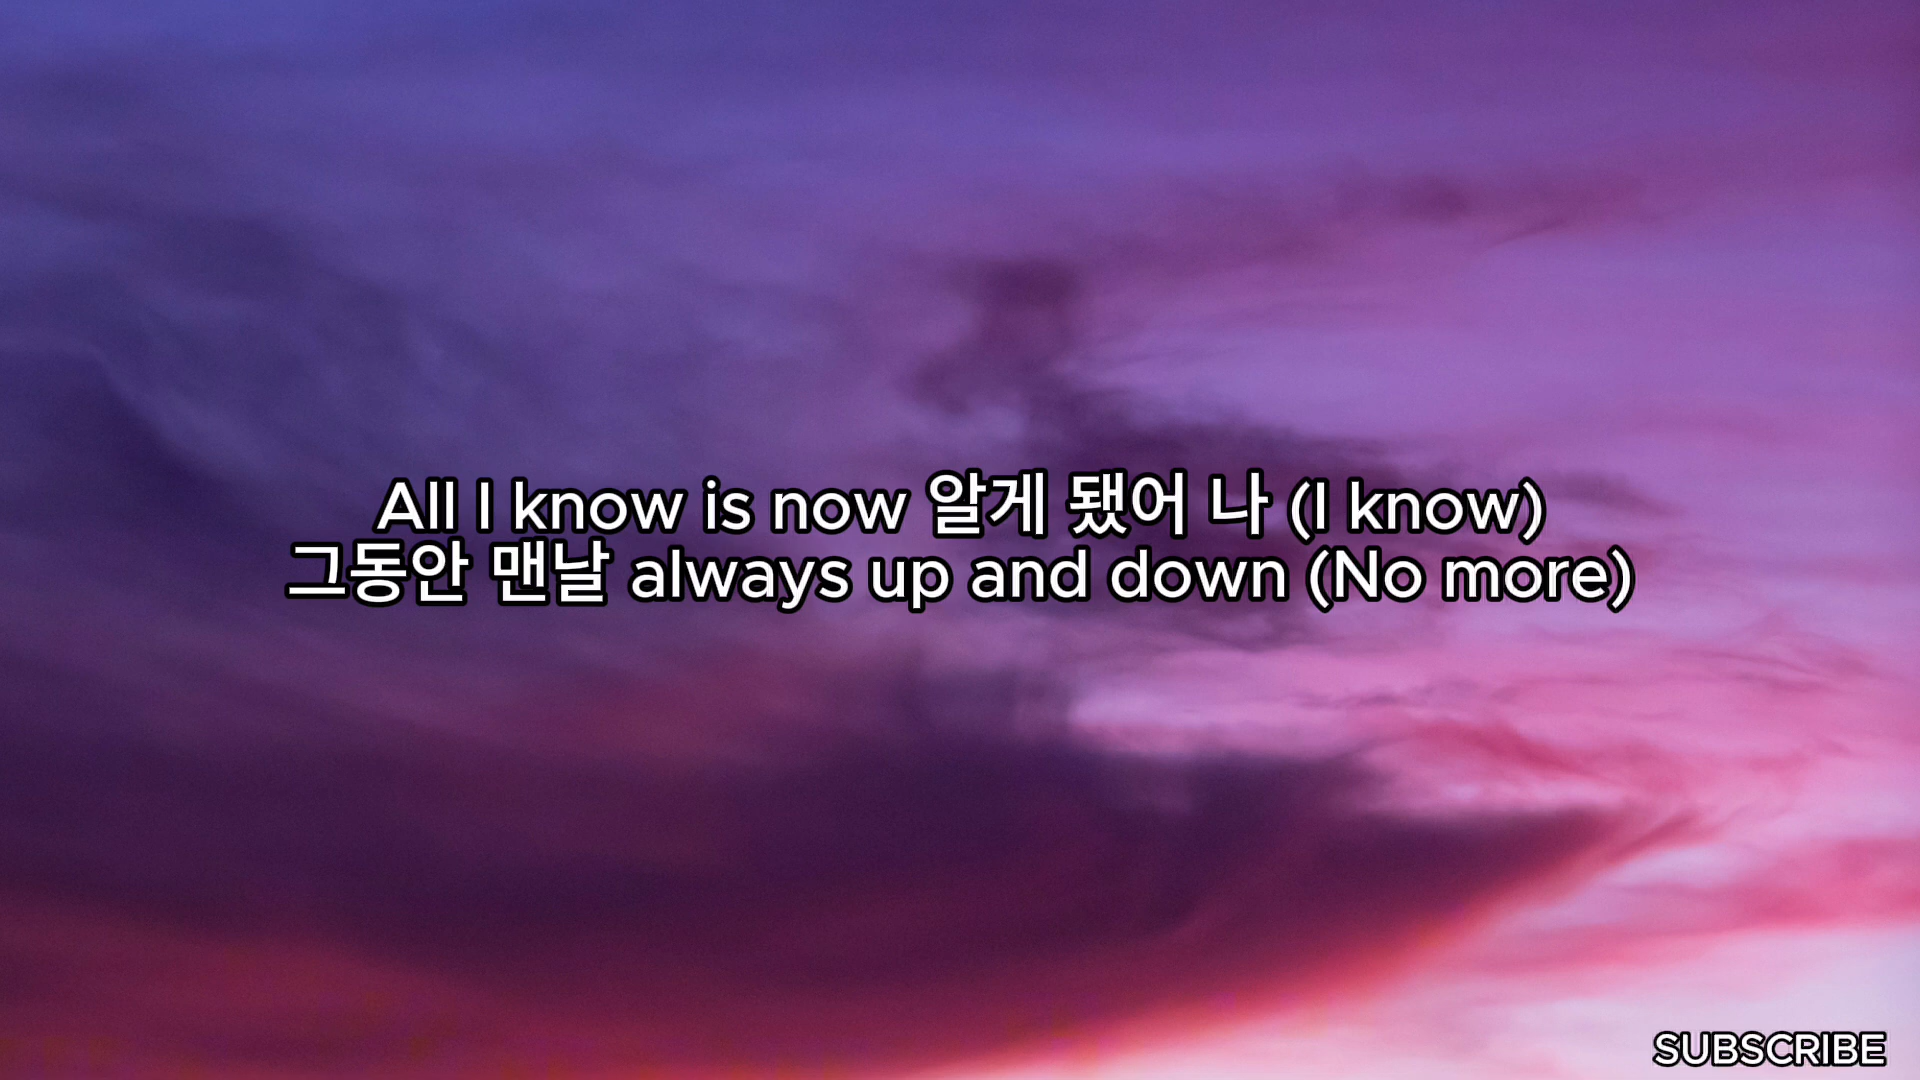 All I know is now 알게 됐어 나 (I know)
그동안 맨날 always up and down (No more)
SUBSCRIBE